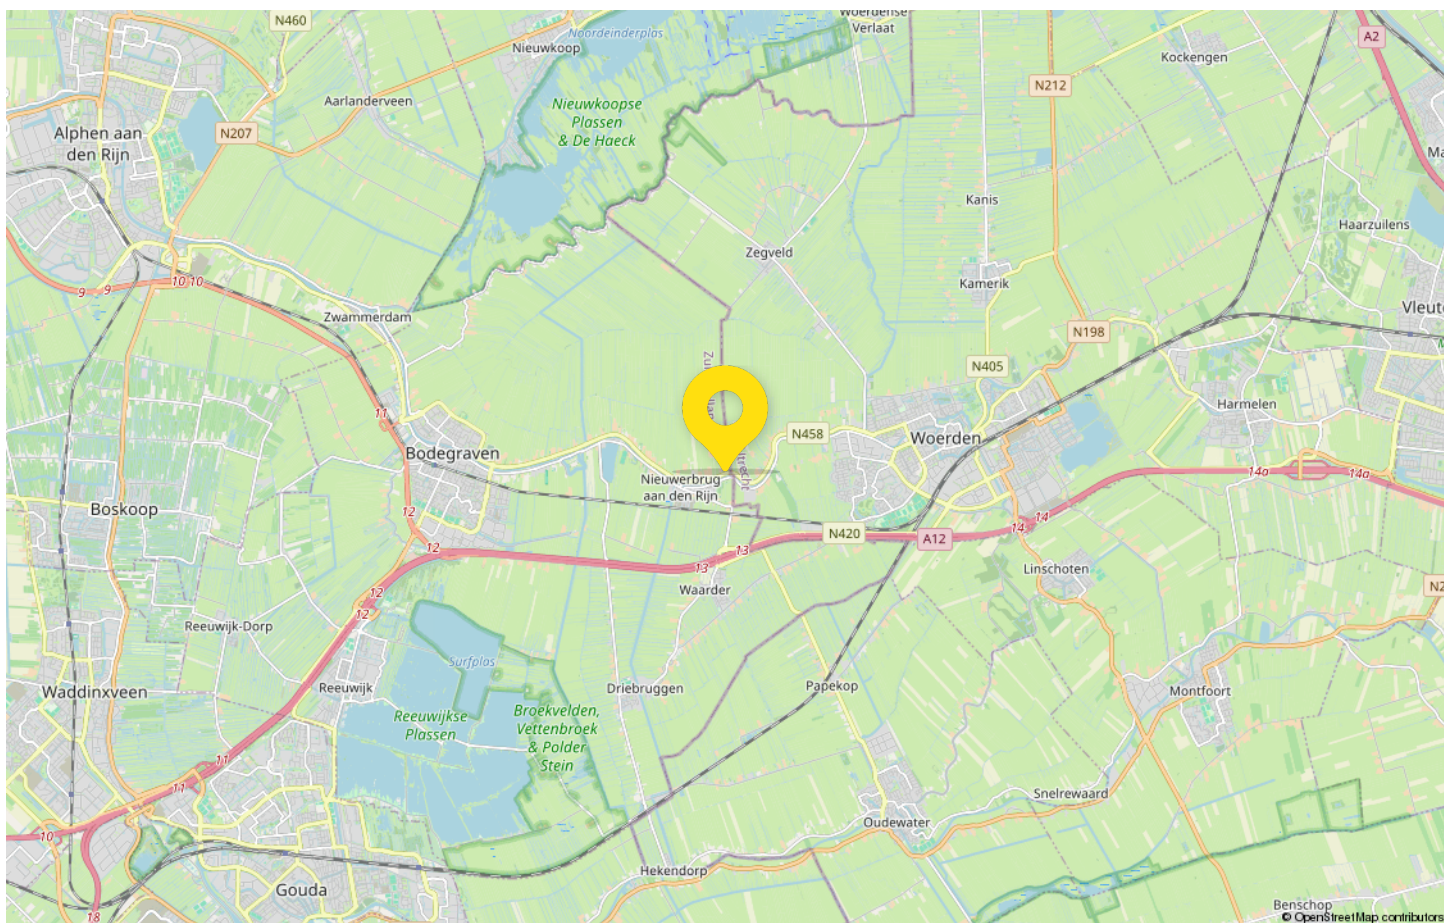 N460
Noordeinderplas
Woerdense
Verlaat
A2
Nieuwkoop
Kockengen
N212
Aarlanderveen
Nieuwkoopse
Plassen
& De Haeck
N207
Alphen aan
den Rijn
Kanis
Haarzuilens
Zegveld
Kamerik
9
9
10
10
Zwammerdam
N198
N405
11
N458
Harmelen
Woerden
Bodegraven
Nieuwerbrug
aan den Rijn
14a
14a
Boskoop
12
14
14
N420
A12
12
13
13
Linschoten
Waarder
12
12
Reeuwijk-Dorp
Surfplas
Reeuwijk
Driebruggen
Papekop
Waddinxveen
Montfoort
Reeuwijkse
Plassen
Broekvelden,
Vettenbroek
& Polder
Stein
11
11
Snelrewaard
10
Oudewater
Hekendorp
Gouda
18
Benschop
© OpenStreetMap contributors